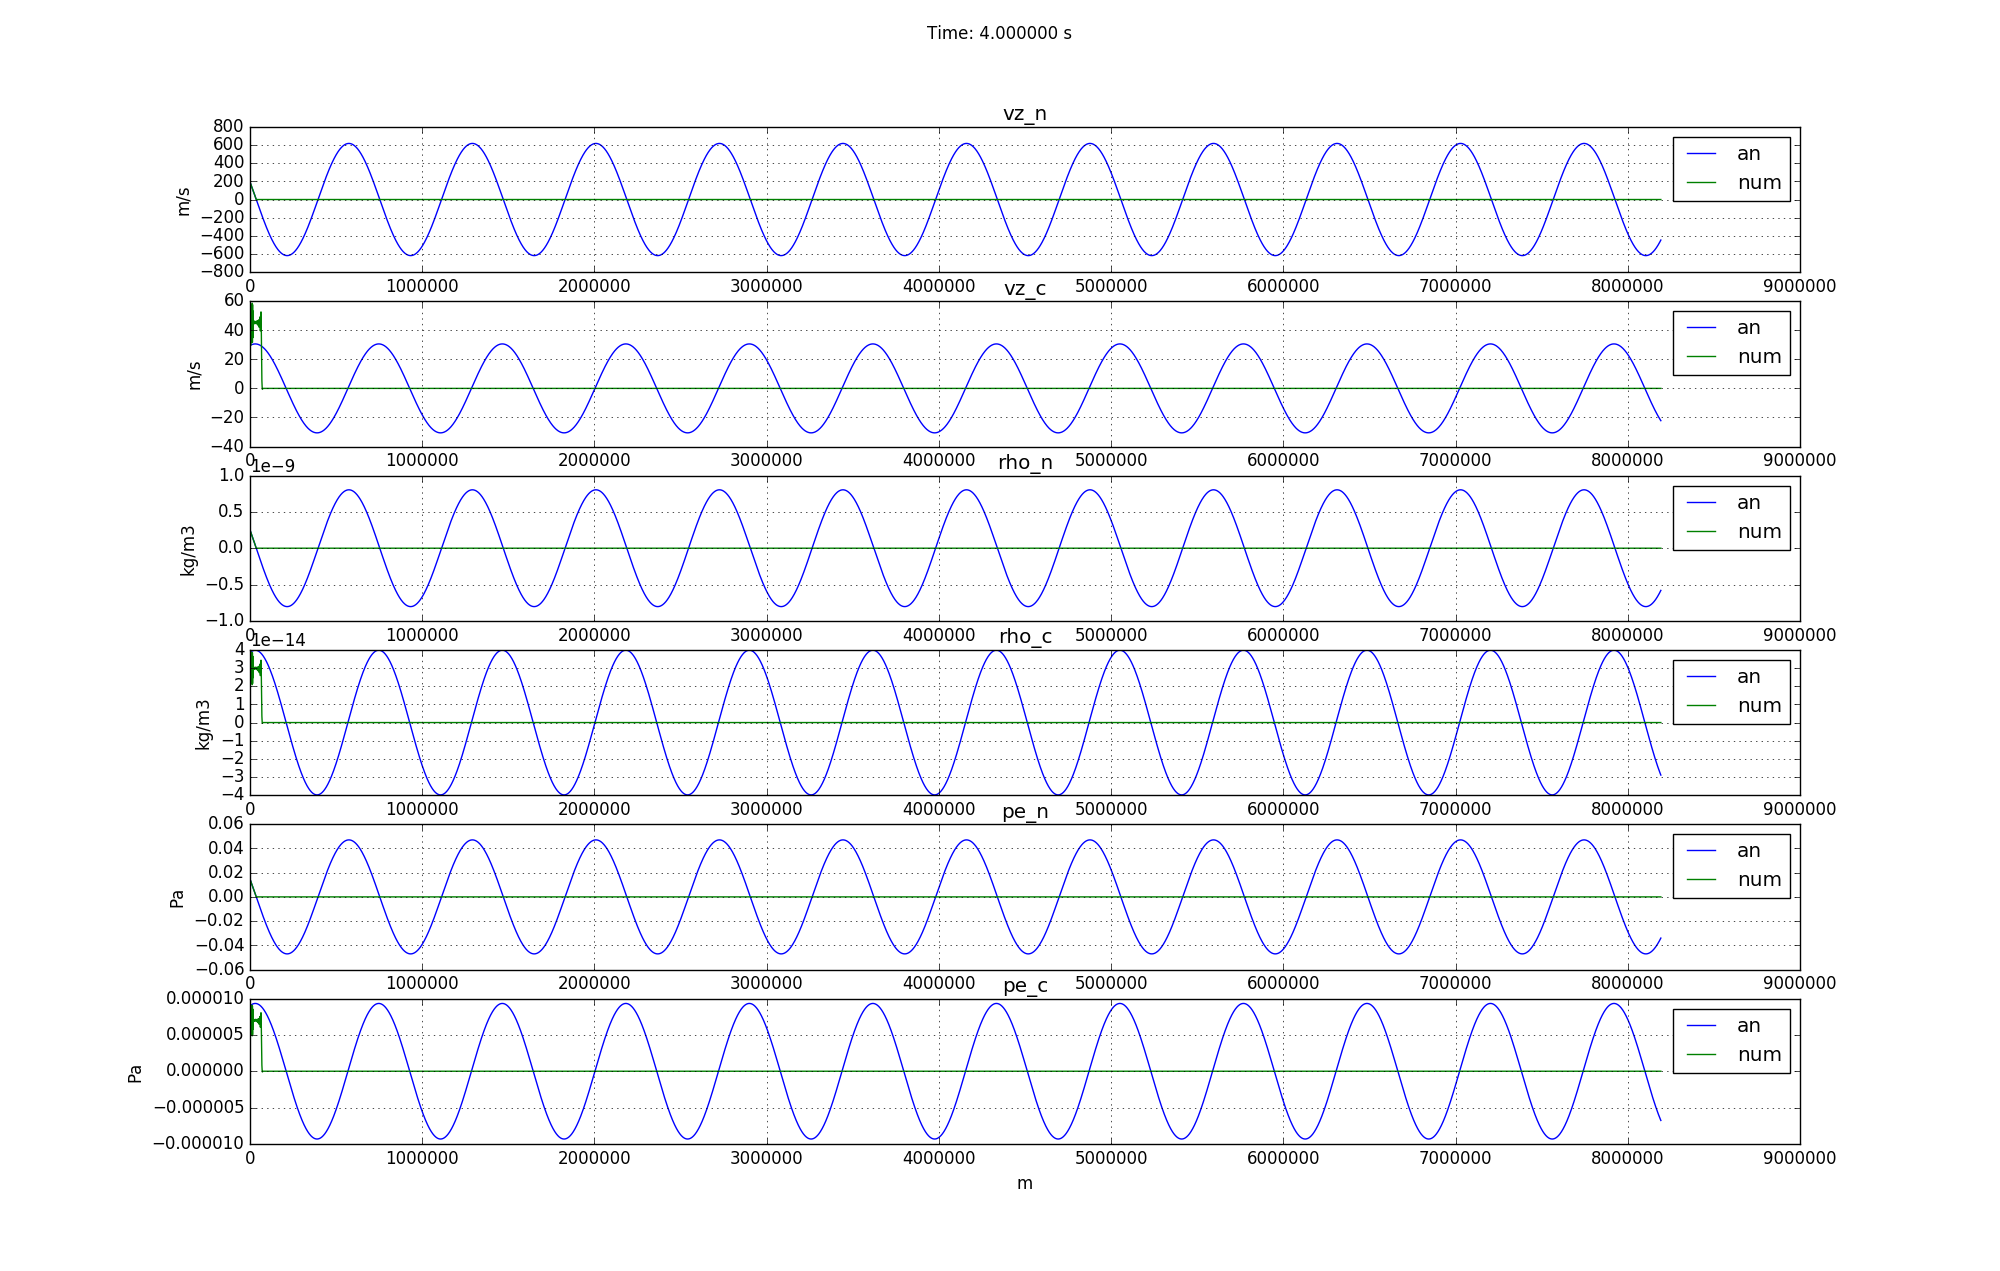 Time: 4.000000 s
vz_n
800
600
400
200
0
−200
−400
−600
−800
m/s
an
num
0 1000000 2000000 3000000 4000000 5000000 6000000 7000000 8000000 9000000
vz_c
60
40
20
0
−20
−40
m/s
an
num
0 1000000 2000000 3000000 4000000 5000000 6000000 7000000 8000000 9000000
1e−9
rho_n
1.0
0.5
0.0
−0.5
−1.0
kg/m3
an
num
0 1000000 2000000 3000000 4000000 5000000 6000000 7000000 8000000 9000000
1e−14
rho_c
4
3
2
1
0
−1
−2
−3
−4
kg/m3
an
num
0 1000000 2000000 3000000 4000000 5000000 6000000 7000000 8000000 9000000
pe_n
0.06
0.04
0.02
0.00
−0.02
−0.04
−0.06
Pa
an
num
0 1000000 2000000 3000000 4000000 5000000 6000000 7000000 8000000 9000000
pe_c
0.000010
0.000005
0.000000
−0.000005
−0.000010
Pa
an
num
0 1000000 2000000 3000000 4000000 5000000 6000000 7000000 8000000 9000000
m